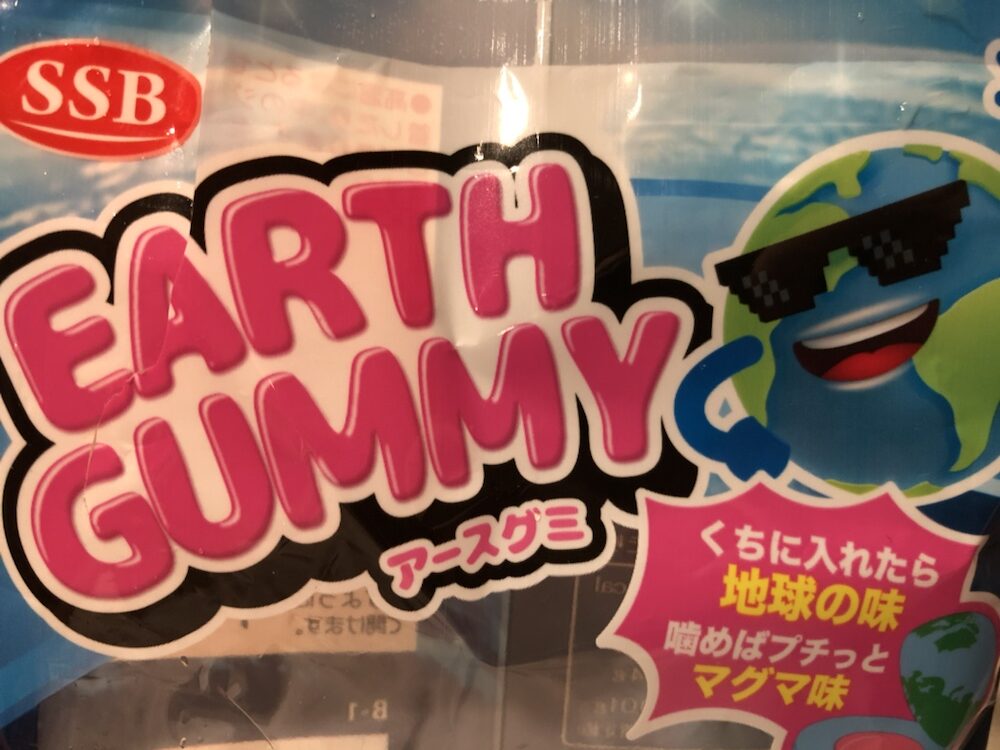 SSB
EARTH
GUMMY
アースグミ
くちに入れたら
地球の味
噛めばプチっと
マグマ味
B-1